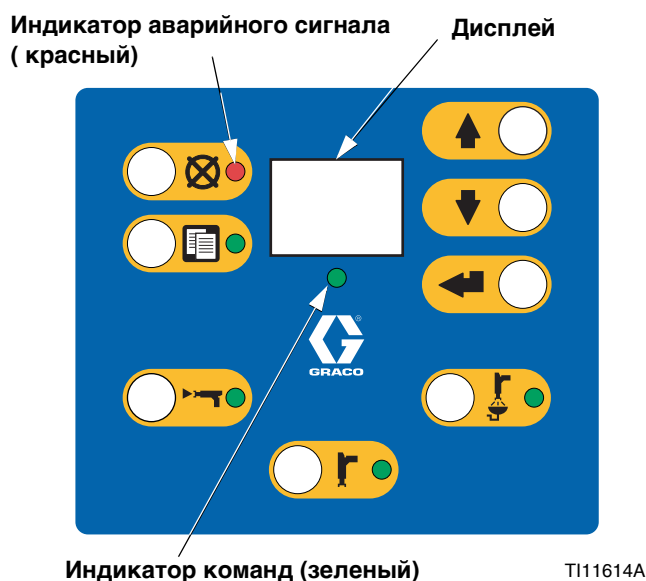 Индикатор аварийного сигнала
( красный)
Дисплей
®
GRACO
Индикатор команд (зеленый)
TI11614A